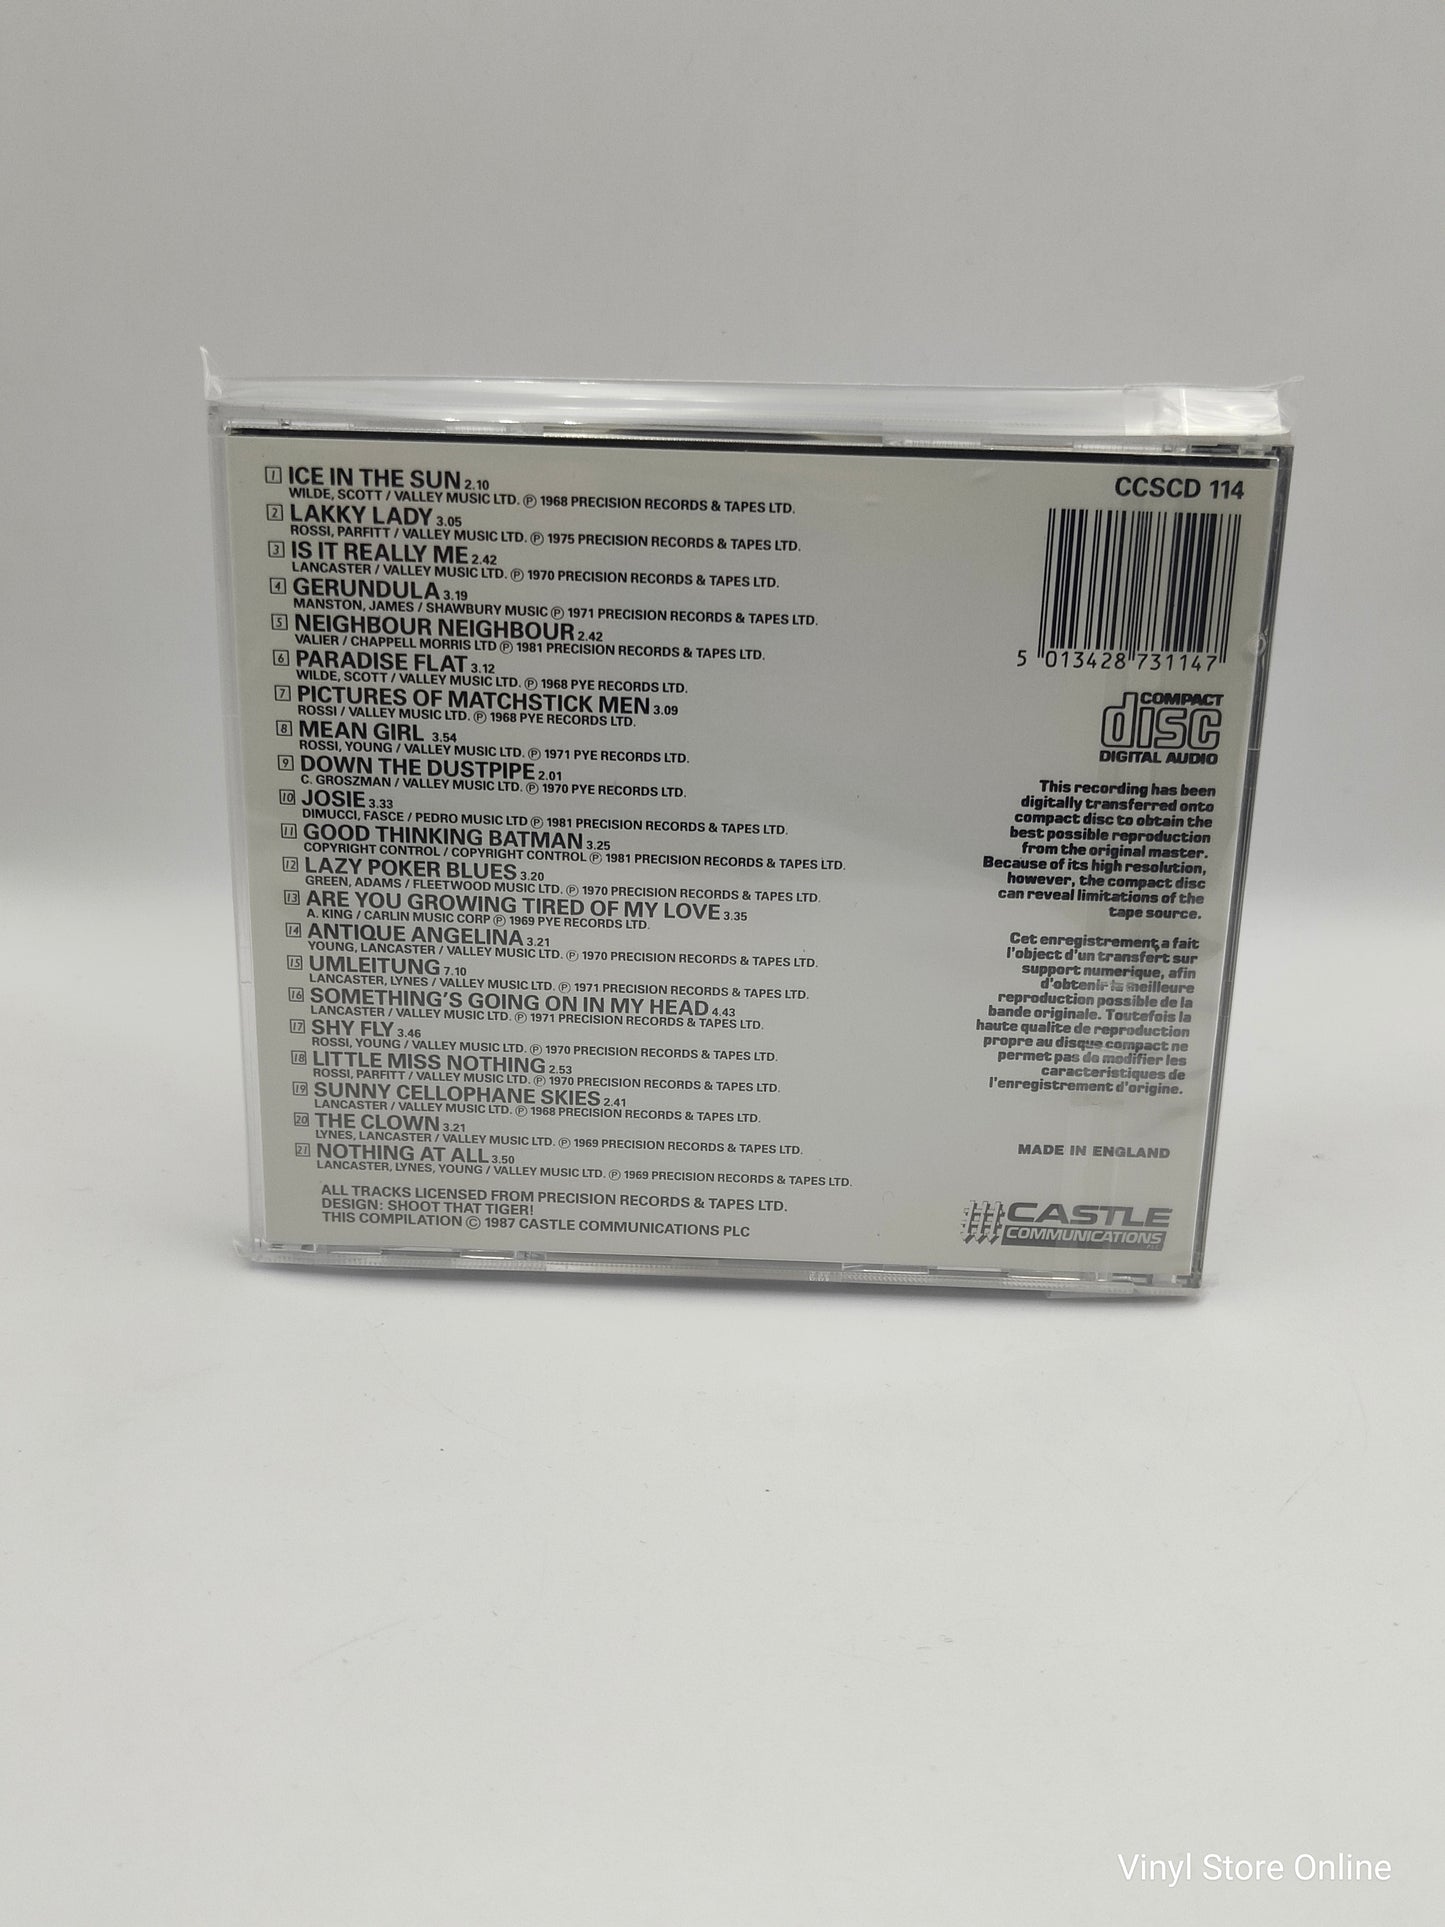 1 ICE IN THE SUN 2.10
WILDE, SCOTT / VALLEY MUSIC LTD. Ⓟ 1968 PRECISION RECORDS & TAPES LTD.
2 LAKKY LADY 3.05
ROSSI, PARFITT / VALLEY MUSIC LTD. Ⓟ 1975 PRECISION RECORDS & TAPES LTD.
3 IS IT REALLY ME 2.42
LANCASTER / VALLEY MUSIC LTD. Ⓟ 1970 PRECISION RECORDS & TAPES LTD.
4 GERUNDULA 3.19
MANSTON, JAMES / SHAWBURY MUSIC Ⓟ 1971 PRECISION RECORDS & TAPES LTD.
5 NEIGHBOUR NEIGHBOUR 2.42
VALIER / CHAPPELL MORRIS LTD Ⓟ 1981 PRECISION RECORDS & TAPES LTD.
6 PARADISE FLAT 3.12
WILDE, SCOTT / VALLEY MUSIC LTD. Ⓟ 1968 PYE RECORDS LTD.
7 PICTURES OF MATCHSTICK MEN 3.09
ROSSI / VALLEY MUSIC LTD. Ⓟ 1968 PYE RECORDS LTD.
8 MEAN GIRL 3.54
ROSSI, YOUNG / VALLEY MUSIC LTD. Ⓟ 1971 PYE RECORDS LTD.
9 DOWN THE DUSTPIPE 2.01
C. GROSZMAN / VALLEY MUSIC LTD. Ⓟ 1970 PYE RECORDS LTD.
10 JOSIE 3.33
DIMUCCI, FASCE / PEDRO MUSIC LTD Ⓟ 1981 PRECISION RECORDS & TAPES LTD.
11 GOOD THINKING BATMAN 3.25
COPYRIGHT CONTROL / COPYRIGHT CONTROL Ⓟ 1981 PRECISION RECORDS & TAPES LTD.
12 LAZY POKER BLUES 3.20
GREEN, ADAMS / FLEETWOOD MUSIC LTD. Ⓟ 1970 PRECISION RECORDS & TAPES LTD.
13 ARE YOU GROWING TIRED OF MY LOVE 3.35
A. KING / CARLIN MUSIC CORP Ⓟ 1969 PYE RECORDS LTD.
14 ANTIQUE ANGELINA 3.21
YOUNG, LANCASTER / VALLEY MUSIC LTD. Ⓟ 1970 PRECISION RECORDS & TAPES LTD.
15 UMLEITUNG 7.10
LANCASTER, LYNES / VALLEY MUSIC LTD. Ⓟ 1971 PRECISION RECORDS & TAPES LTD.
16 SOMETHING'S GOING ON IN MY HEAD 4.43
LANCASTER / VALLEY MUSIC LTD. Ⓟ 1971 PRECISION RECORDS & TAPES LTD.
17 SHY FLY 3.46
ROSSI, YOUNG / VALLEY MUSIC LTD. Ⓟ 1970 PRECISION RECORDS & TAPES LTD.
18 LITTLE MISS NOTHING 2.53
ROSSI, PARFITT / VALLEY MUSIC LTD. Ⓟ 1970 PRECISION RECORDS & TAPES LTD.
19 SUNNY CELLOPHANE SKIES 2.41
LANCASTER / VALLEY MUSIC LTD. Ⓟ 1968 PRECISION RECORDS & TAPES LTD.
20 THE CLOWN 3.21
LYNES, LANCASTER / VALLEY MUSIC LTD. Ⓟ 1969 PRECISION RECORDS & TAPES LTD.
21 NOTHING AT ALL 3.50
LANCASTER, LYNES, YOUNG / VALLEY MUSIC LTD. Ⓟ 1969 PRECISION RECORDS & TAPES LTD.
ALL TRACKS LICENSED FROM PRECISION RECORDS & TAPES LTD.
DESIGN: SHOOT THAT TIGER!
THIS COMPILATION © 1987 CASTLE COMMUNICATIONS PLC
CCSCD 114
5 013428 731147
COMPACT
disc
DIGITAL AUDIO
This recording has been
digitally transferred onto
compact disc to obtain the
best possible reproduction
from the original master.
Because of its high resolution,
however, the compact disc
can reveal limitations of the
tape source.
Cet enregistrement a fait
l'object d'un transfert sur
support numerique, afin
d'obtenir la meilleure
reproduction possible de la
bande originale. Toutefois la
haute qualite de reproduction
propre au disque compact ne
permet pas de modifier les
caracteristiques de
l'enregistrement d'origine.
MADE IN ENGLAND
CASTLE
COMMUNICATIONS
PLC
Vinyl Store Online